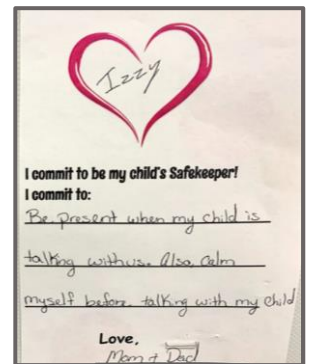 Izzy
I commit to be my child's Safekeeper!
I commit to:
Be present when my child is
talking with us. Also, calm
myself before talking with my child
Love,
Mom + Dad